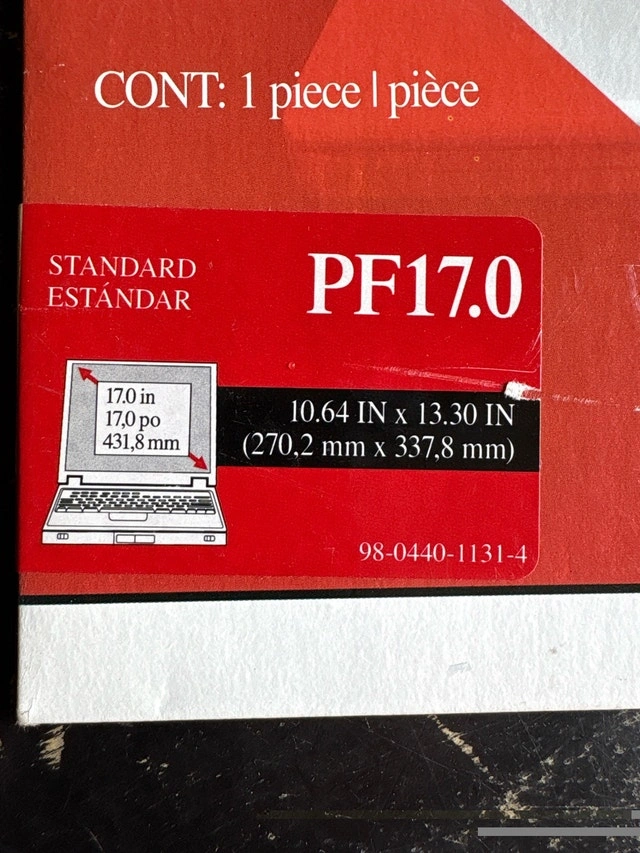 CONT: 1 piece | pièce
STANDARD
ESTÁNDAR
PF17.0
17.0 in
17,0 po
431,8 mm
10.64 IN x 13.30 IN
(270,2 mm x 337,8 mm)
98-0440-1131-4